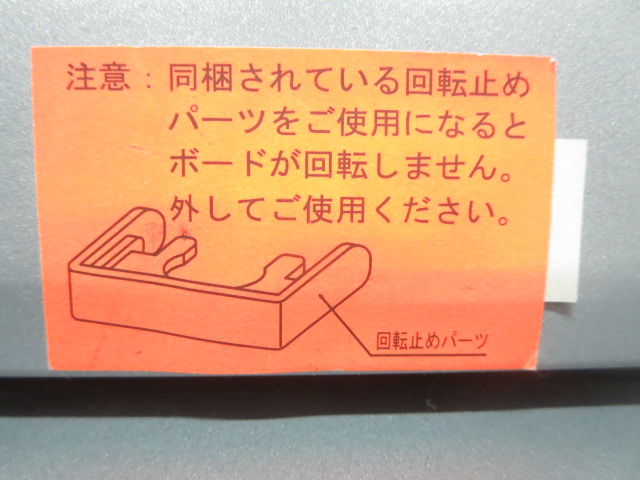 注意：同梱されている回転止め
パーツをご使用になると
ボードが回転しません。
外してご使用ください。
回転止めパーツ